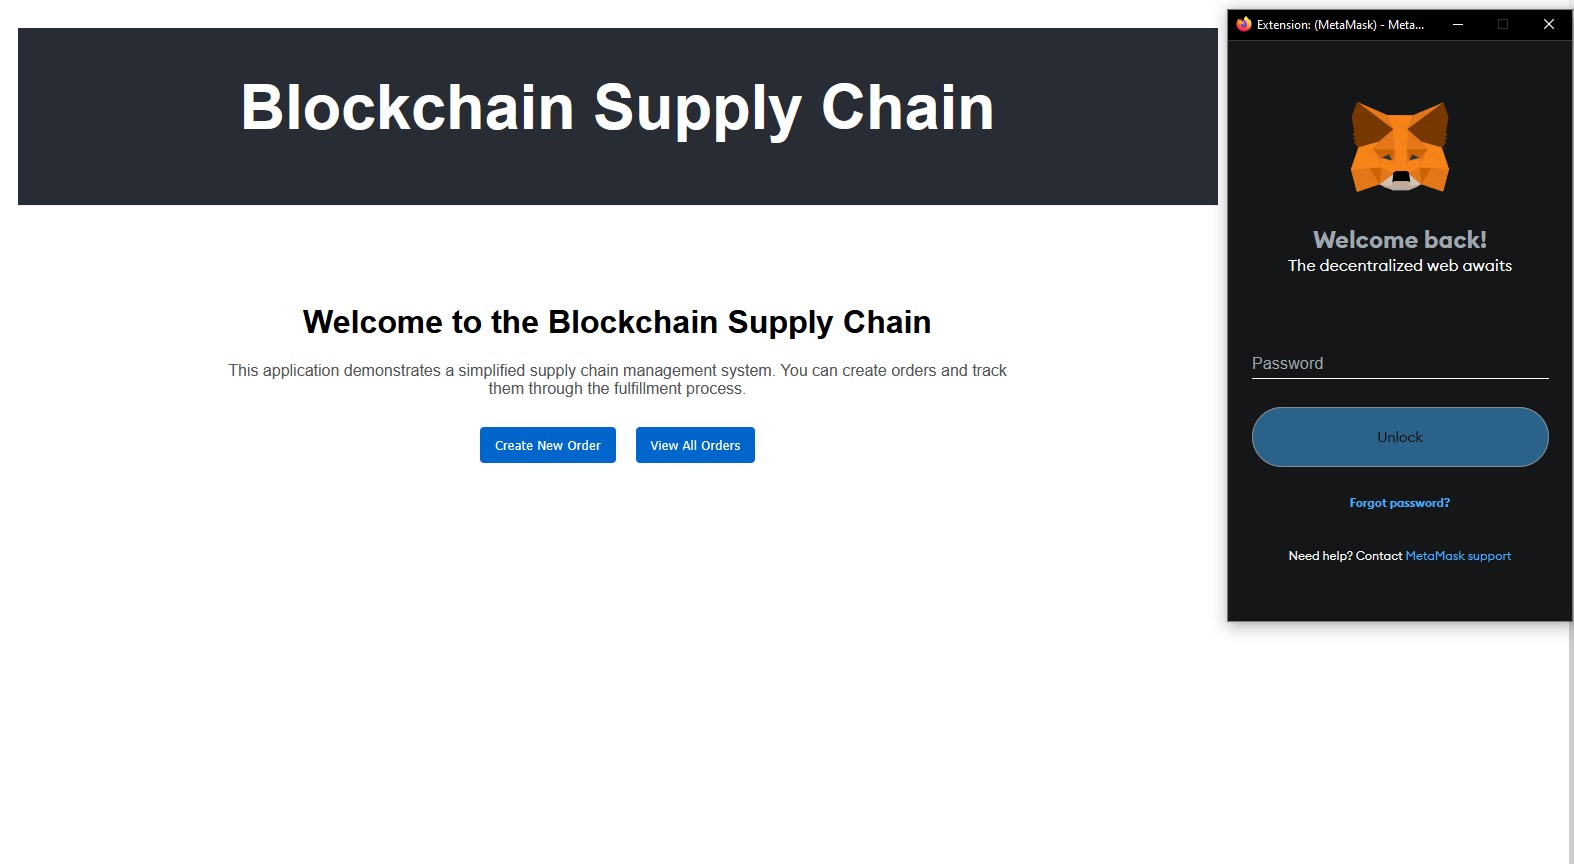 Blockchain Supply Chain
Welcome to the Blockchain Supply Chain
This application demonstrates a simplified supply chain management system. You can create orders and track
them through the fulfillment process.
Create New Order
View All Orders
Extension: (MetaMask) - Meta...
Welcome back!
The decentralized web awaits
Password
Unlock
Forgot password?
Need help? Contact MetaMask support